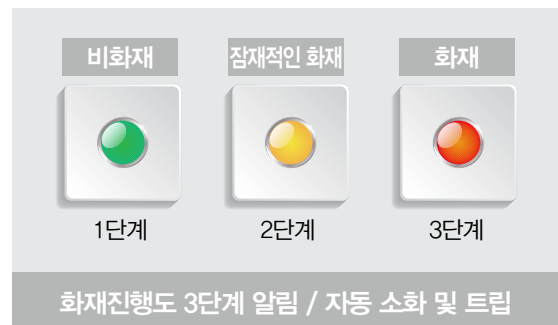 비화재 잠재적인 화재 화재
1단계 2단계 3단계
화재진행도 3단계 알림 / 자동 소화 및 트립